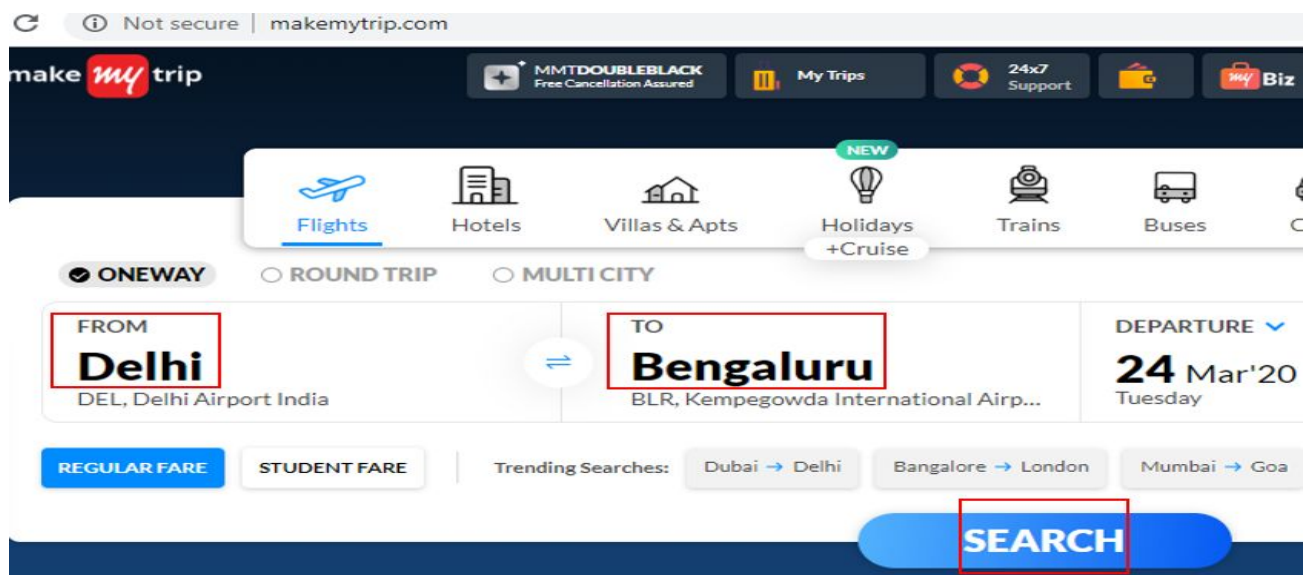 Not secure | makemytrip.com
make my trip
MMTDOUBLEBLACK
Free Cancellation Assured
My Trips
24x7
Support
my Biz
NEW
Flights
Hotels
Villas & Apts
Holidays
+Cruise
Trains
Buses
ONEWAY
ROUND TRIP
MULTI CITY
FROM
Delhi
DEL, Delhi Airport India
TO
Bengaluru
BLR, Kempegowda International Airp...
DEPARTURE
24 Mar'20
Tuesday
REGULAR FARE
STUDENT FARE
Trending Searches:
Dubai → Delhi
Bangalore → London
Mumbai → Goa
SEARCH